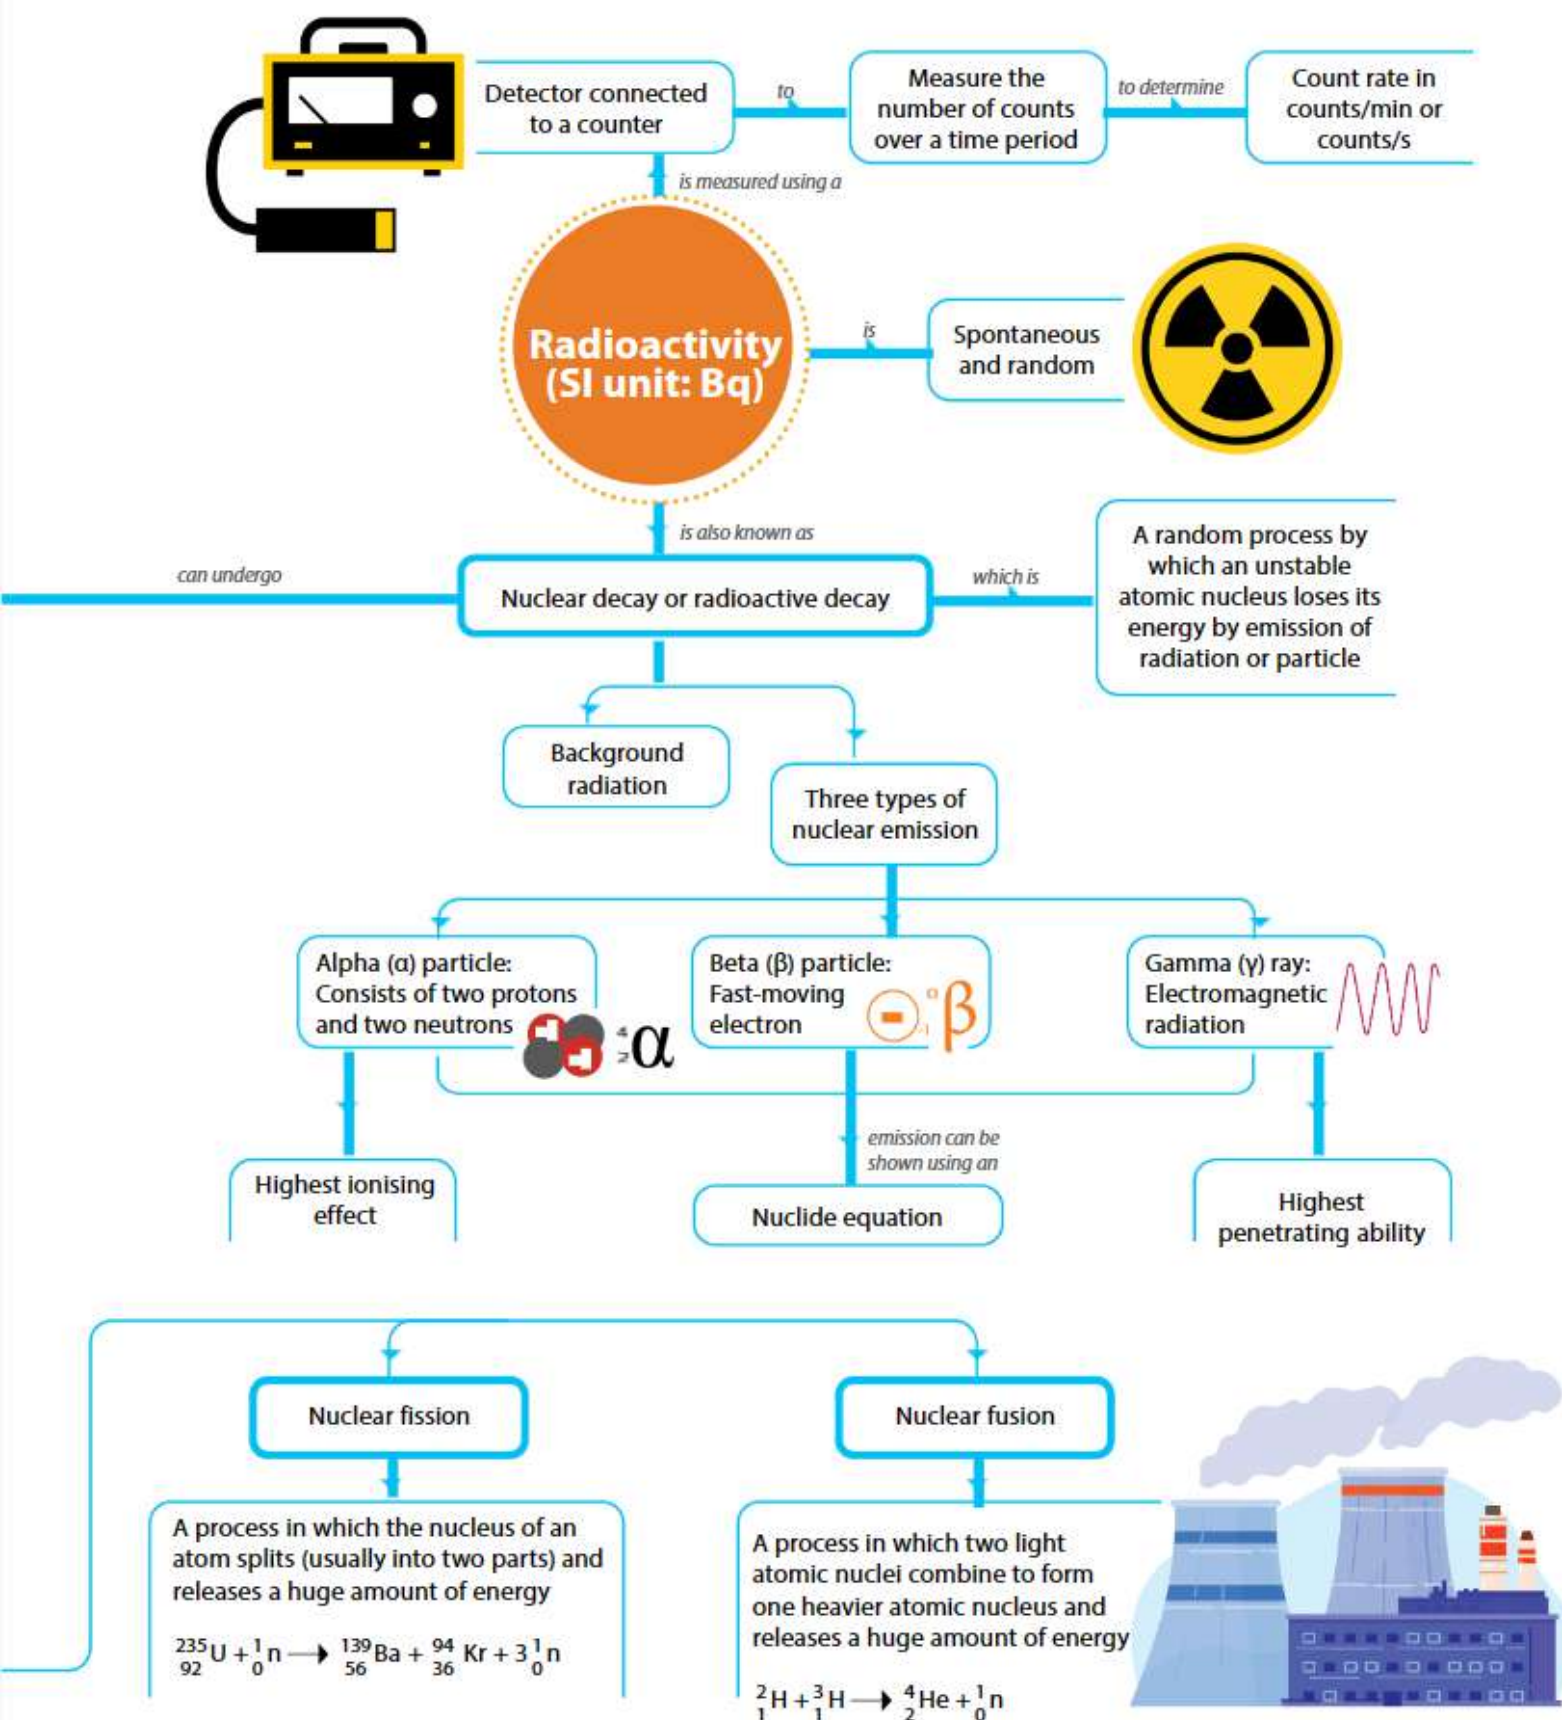 Detector connected
to a counter
to
Measure the
number of counts
over a time period
to determine
Count rate in
counts/min or
counts/s
is measured using a
Radioactivity
(SI unit: Bq)
is
Spontaneous
and random
is also known as
can undergo
Nuclear decay or radioactive decay
which is
A random process by
which an unstable
atomic nucleus loses its
energy by emission of
radiation or particle
Background
radiation
Three types of
nuclear emission
Alpha (α) particle:
Consists of two protons
and two neutrons
⁴₂α
Beta (β) particle:
Fast-moving
electron
⁰₋₁β
Gamma (γ) ray:
Electromagnetic
radiation
emission can be
shown using an
Highest ionising
effect
Nuclide equation
Highest
penetrating ability
Nuclear fission
Nuclear fusion
A process in which the nucleus of an
atom splits (usually into two parts) and
releases a huge amount of energy
²³⁵₉₂U + ¹₀n → ¹³⁹₅₆Ba + ⁹⁴₃₆Kr + 3¹₀n
A process in which two light
atomic nuclei combine to form
one heavier atomic nucleus and
releases a huge amount of energy
²₁H + ³₁H → ⁴₂He + ¹₀n